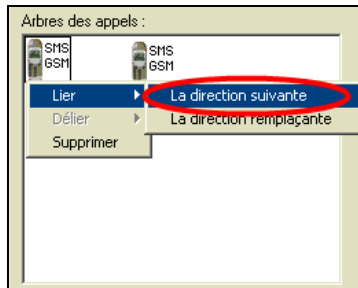 Arbres des appels :
SMS
GSM
SMS
GSM
Lier
La direction suivante
Délier
La direction remplaçante
Supprimer